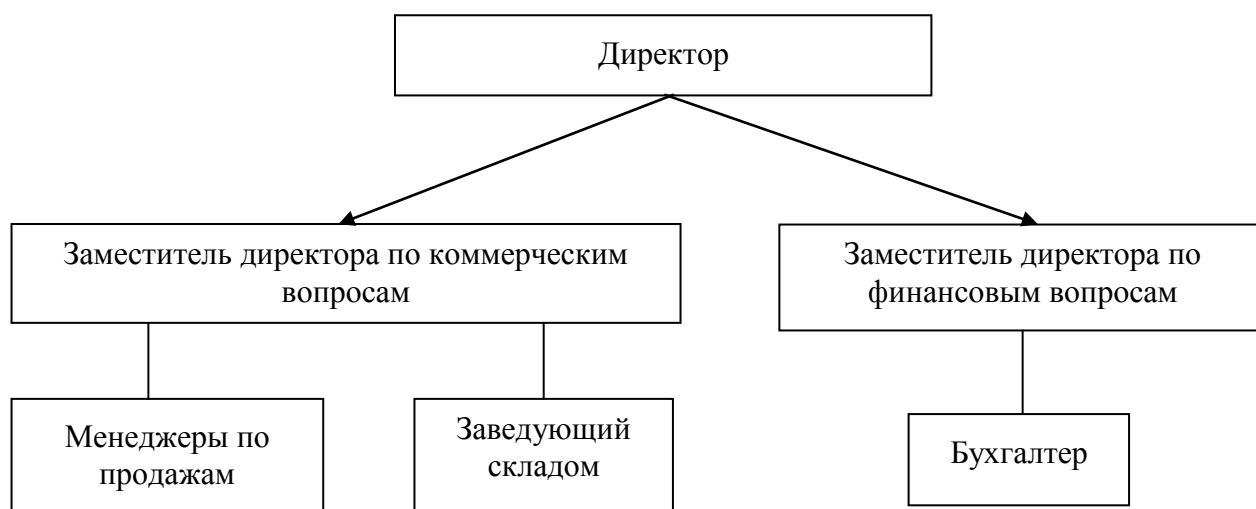 Директор
Заместитель директора по коммерческим
вопросам
Заместитель директора по
финансовым вопросам
Менеджеры по
продажам
Заведующий
складом
Бухгалтер